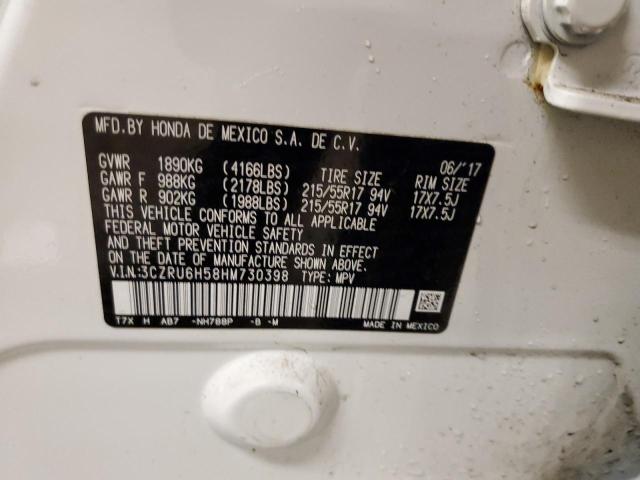 MFD.BY HONDA DE MEXICO S.A. DE C.V.
06/'17
GVWR 1890KG (4166LBS) TIRE SIZE RIM SIZE
GAWR F 988KG (2178LBS) 215/55R17 94V 17X7.5J
GAWR R 902KG (1988LBS) 215/55R17 94V 17X7.5J
THIS VEHICLE CONFORMS TO ALL APPLICABLE
FEDERAL MOTOR VEHICLE SAFETY
AND THEFT PREVENTION STANDARDS IN EFFECT
ON THE DATE OF MANUFACTURE SHOWN ABOVE.
V.I.N:3CZRU6H58HM730398 TYPE: MPV
T7X H AB7 -NH788P -B -M MADE IN MEXICO